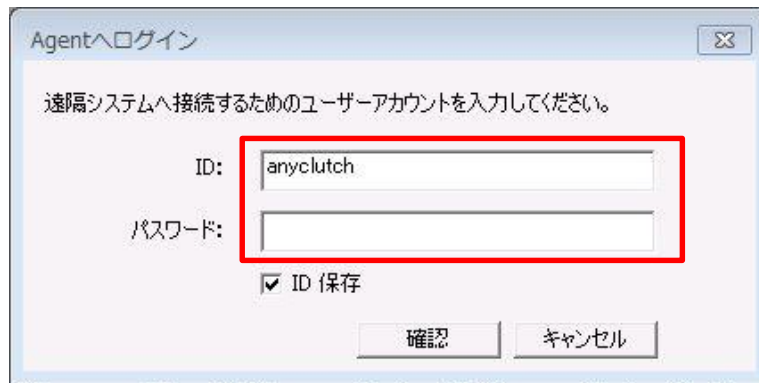 Agentへログイン
遠隔システムへ接続するためのユーザーアカウントを入力してください。
ID: anyclutch
パスワード:
ID 保存
確認 キャンセル